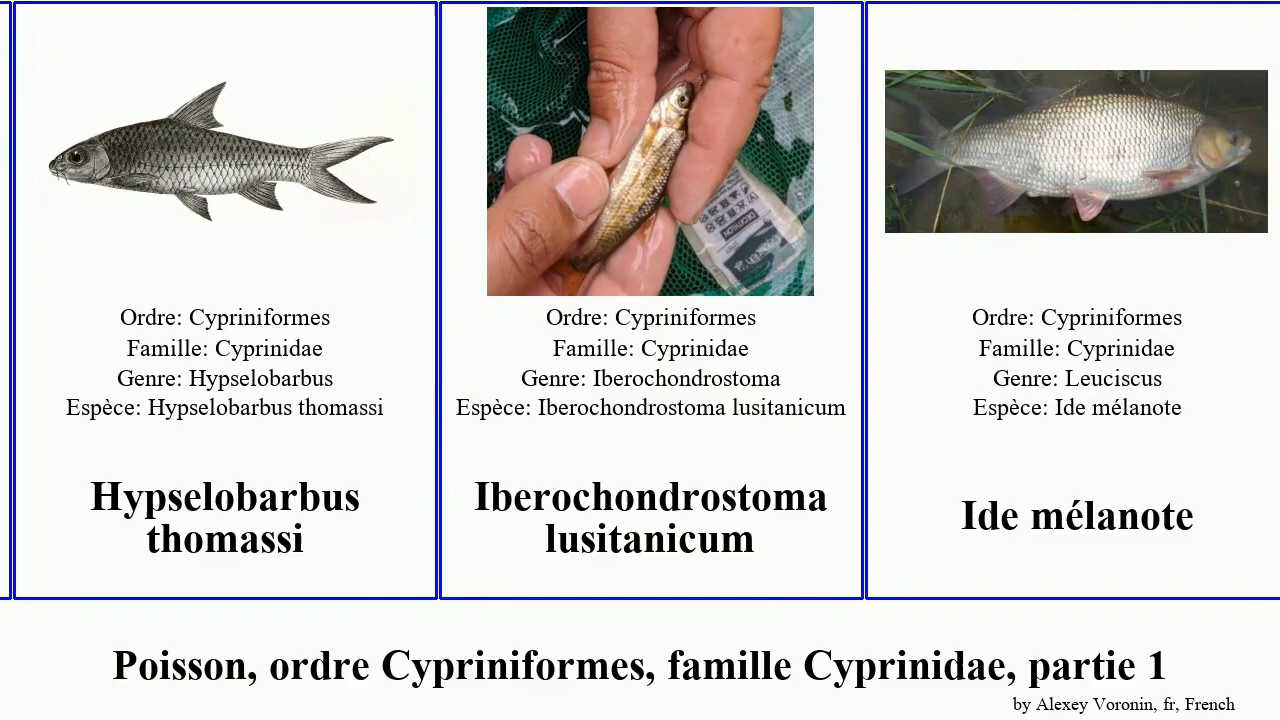 Ordre: Cypriniformes
Famille: Cyprinidae
Genre: Hypselobarbus
Espèce: Hypselobarbus thomassi
Hypselobarbus
thomassi
DECATHLON
Ordre: Cypriniformes
Famille: Cyprinidae
Genre: Iberochondrostoma
Espèce: Iberochondrostoma lusitanicum
Iberochondrostoma
lusitanicum
Ordre: Cypriniformes
Famille: Cyprinidae
Genre: Leuciscus
Espèce: Ide mélanote
Ide mélanote
Poisson, ordre Cypriniformes, famille Cyprinidae, partie 1
by Alexey Voronin, fr, French